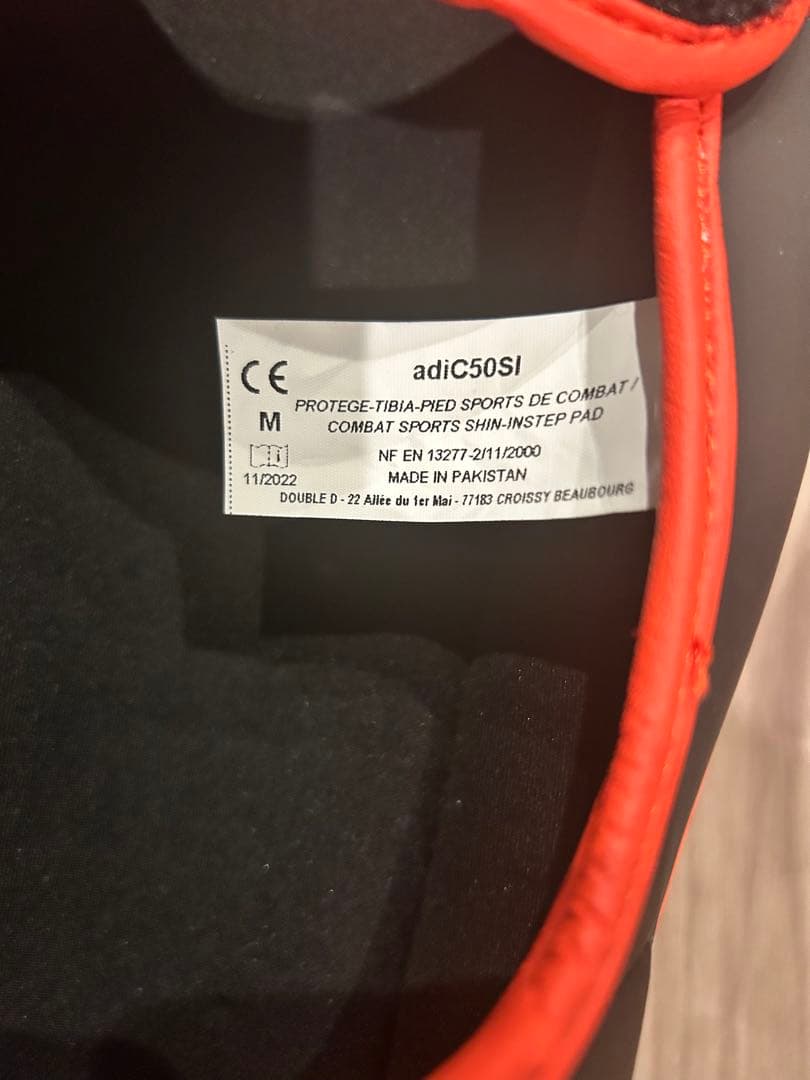 CE
adiC50SI
PROTEGE-TIBIA-PIED SPORTS DE COMBAT /
M
COMBAT SPORTS SHIN-INSTEP PAD
NF EN 13277-2/11/2000
MADE IN PAKISTAN
11/2022
DOUBLE D - 22 Allée du 1er Mai - 77183 CROISSY BEAUBOURG